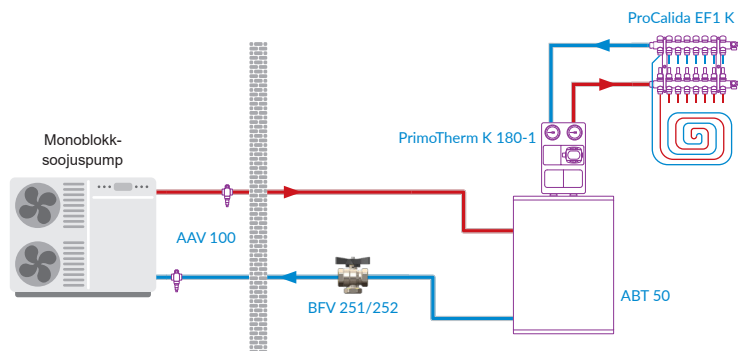 ProCalida EF1 K
PrimoTherm K 180-1
Monoblokk-
soojuspump
AAV 100
BFV 251/252
ABT 50